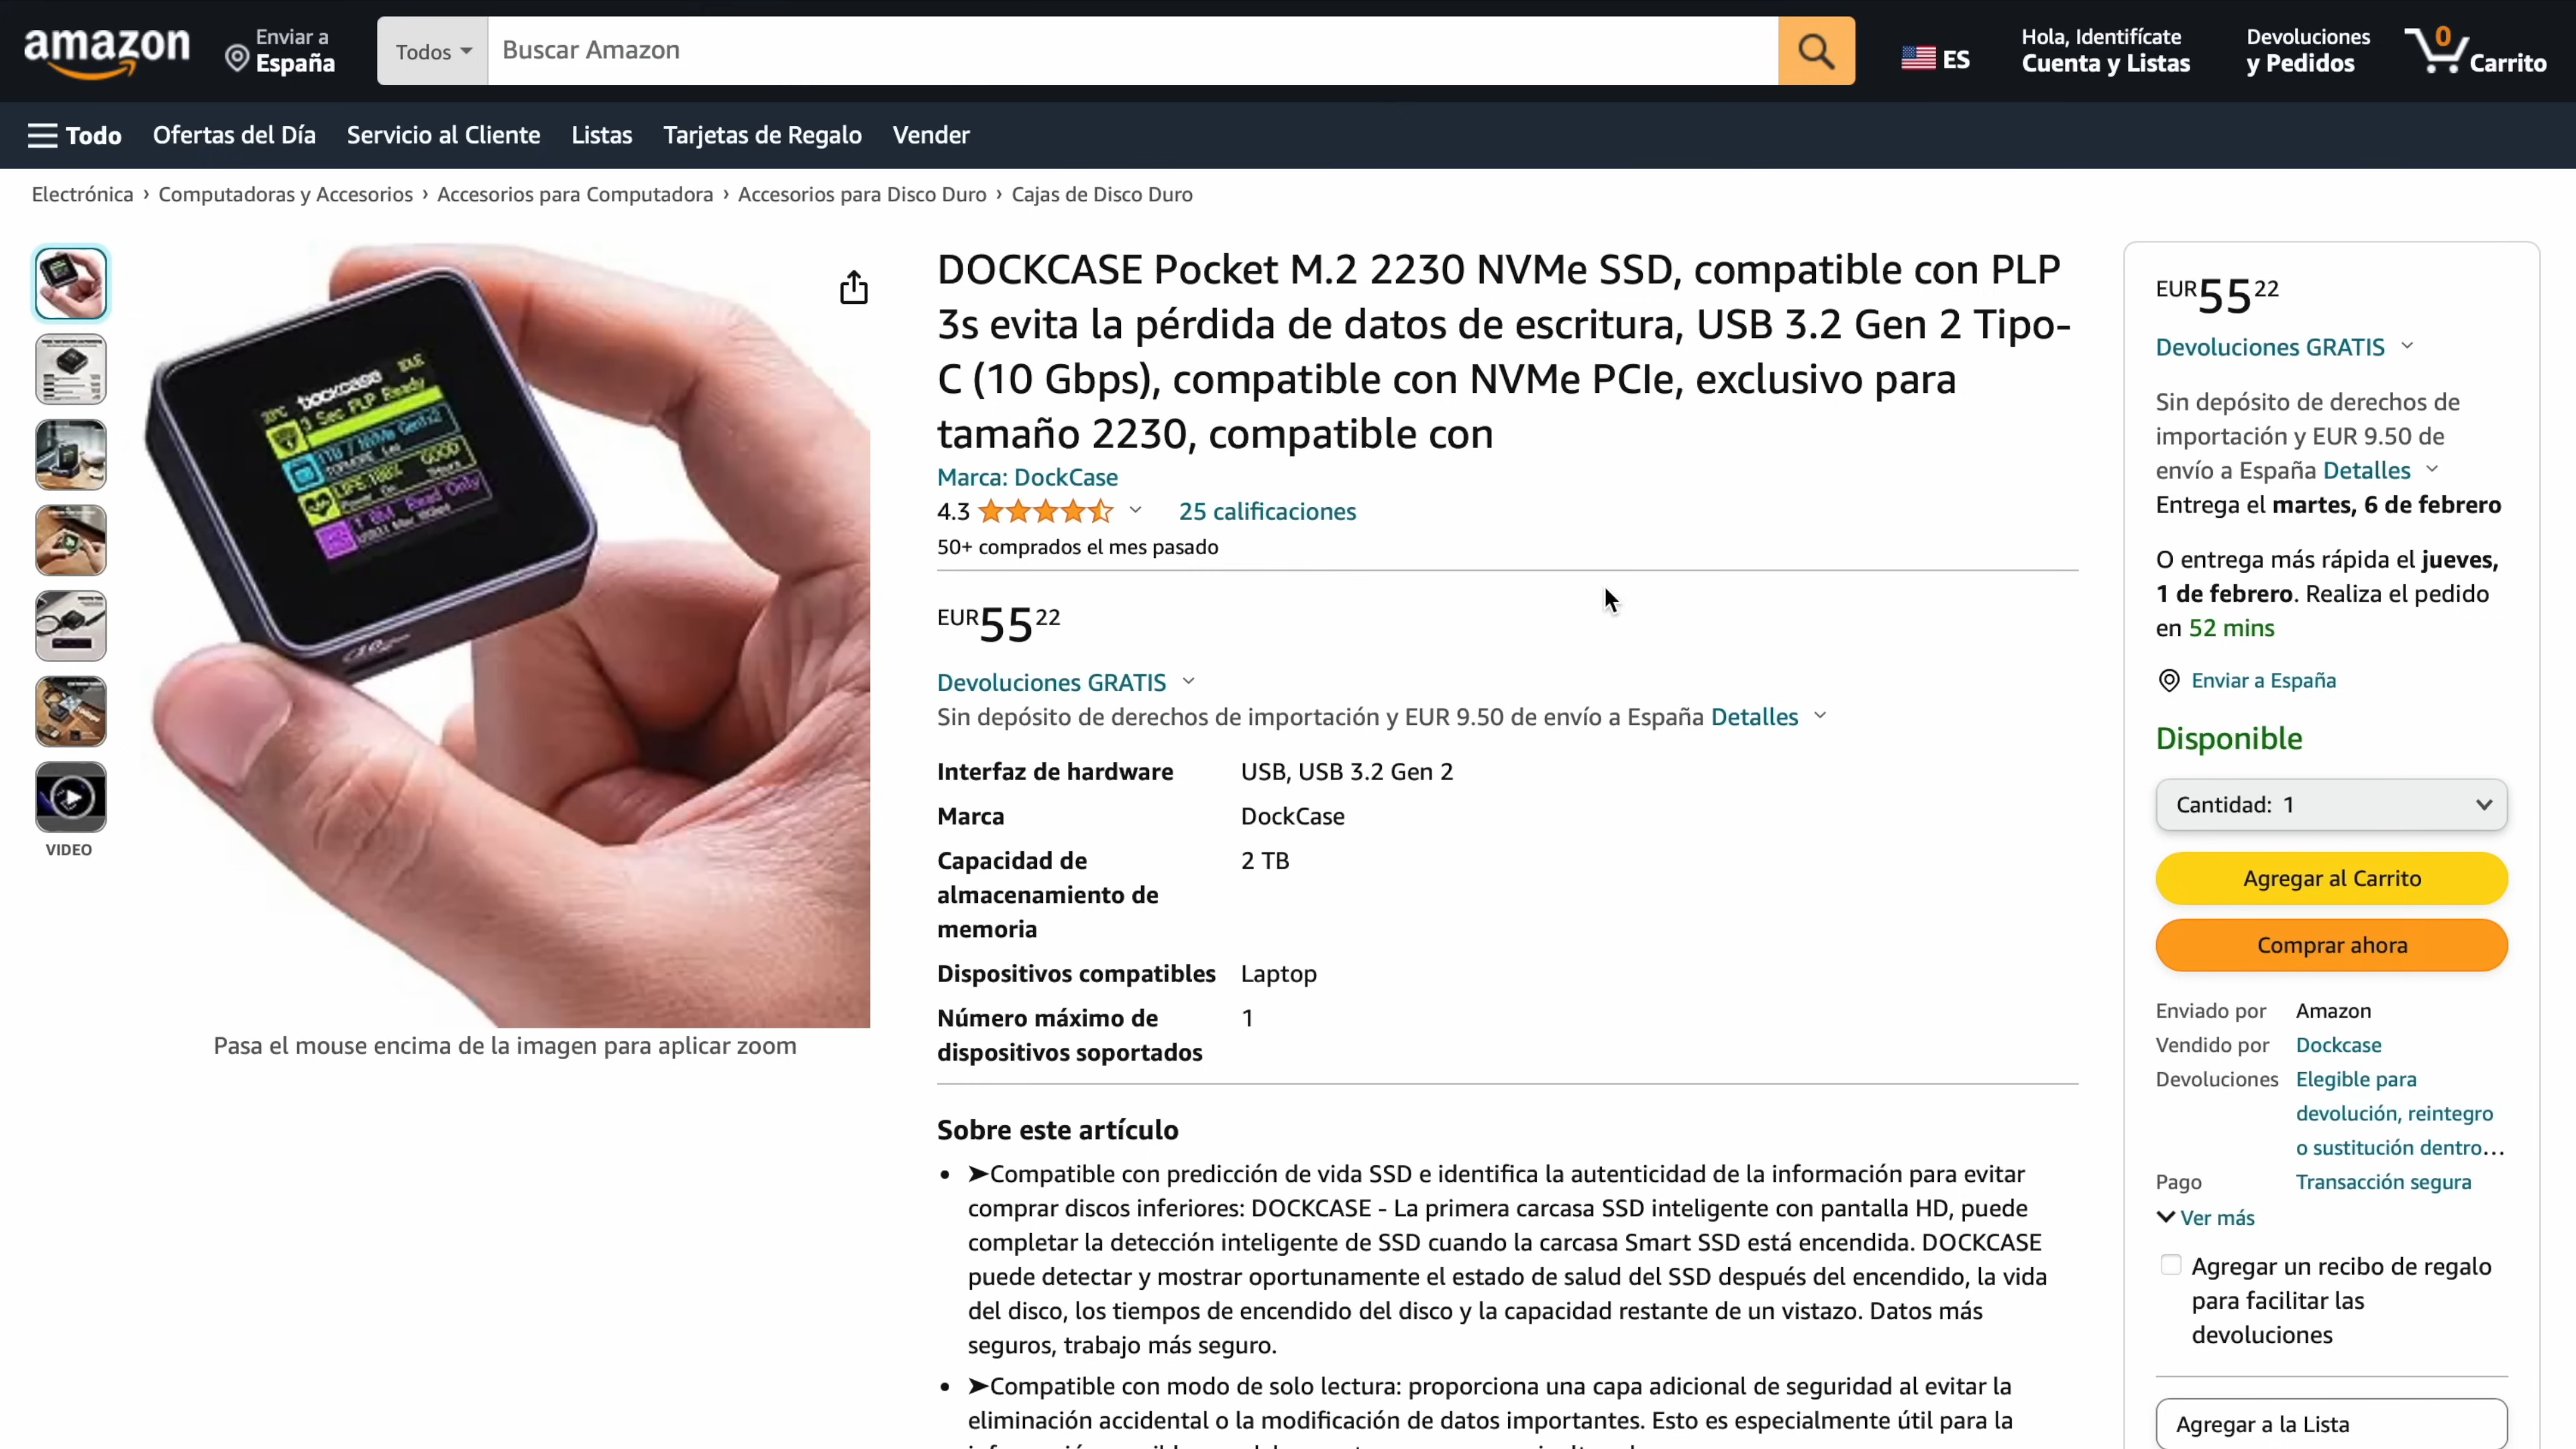 amazon
Enviar a
España
Todos
Buscar Amazon
ES
Hola, Identifícate
Cuenta y Listas
Devoluciones
y Pedidos
0
Carrito
Todo
Ofertas del Día
Servicio al Cliente
Listas
Tarjetas de Regalo
Vender
Electrónica › Computadoras y Accesorios › Accesorios para Computadora › Accesorios para Disco Duro › Cajas de Disco Duro
VIDEO
dockcase
3 Sec PLP Ready
GOOD
Read Only
Pasa el mouse encima de la imagen para aplicar zoom
DOCKCASE Pocket M.2 2230 NVMe SSD, compatible con PLP
3s evita la pérdida de datos de escritura, USB 3.2 Gen 2 Tipo-
C (10 Gbps), compatible con NVMe PCIe, exclusivo para
tamaño 2230, compatible con
Marca: DockCase
4.3
25 calificaciones
50+ comprados el mes pasado
EUR 55 22
Devoluciones GRATIS
Sin depósito de derechos de importación y EUR 9.50 de envío a España Detalles
Interfaz de hardware USB, USB 3.2 Gen 2
Marca DockCase
Capacidad de 2 TB
almacenamiento de
memoria
Dispositivos compatibles Laptop
Número máximo de 1
dispositivos soportados
Sobre este artículo
• ➤Compatible con predicción de vida SSD e identifica la autenticidad de la información para evitar
comprar discos inferiores: DOCKCASE - La primera carcasa SSD inteligente con pantalla HD, puede
completar la detección inteligente de SSD cuando la carcasa Smart SSD está encendida. DOCKCASE
puede detectar y mostrar oportunamente el estado de salud del SSD después del encendido, la vida
del disco, los tiempos de encendido del disco y la capacidad restante de un vistazo. Datos más
seguros, trabajo más seguro.
• ➤Compatible con modo de solo lectura: proporciona una capa adicional de seguridad al evitar la
eliminación accidental o la modificación de datos importantes. Esto es especialmente útil para la
EUR 55 22
Devoluciones GRATIS
Sin depósito de derechos de
importación y EUR 9.50 de
envío a España Detalles
Entrega el martes, 6 de febrero
O entrega más rápida el jueves,
1 de febrero. Realiza el pedido
en 52 mins
Enviar a España
Disponible
Cantidad: 1
Agregar al Carrito
Comprar ahora
Enviado por Amazon
Vendido por Dockcase
Devoluciones Elegible para
devolución, reintegro
o sustitución dentro...
Pago Transacción segura
Ver más
Agregar un recibo de regalo
para facilitar las
devoluciones
Agregar a la Lista